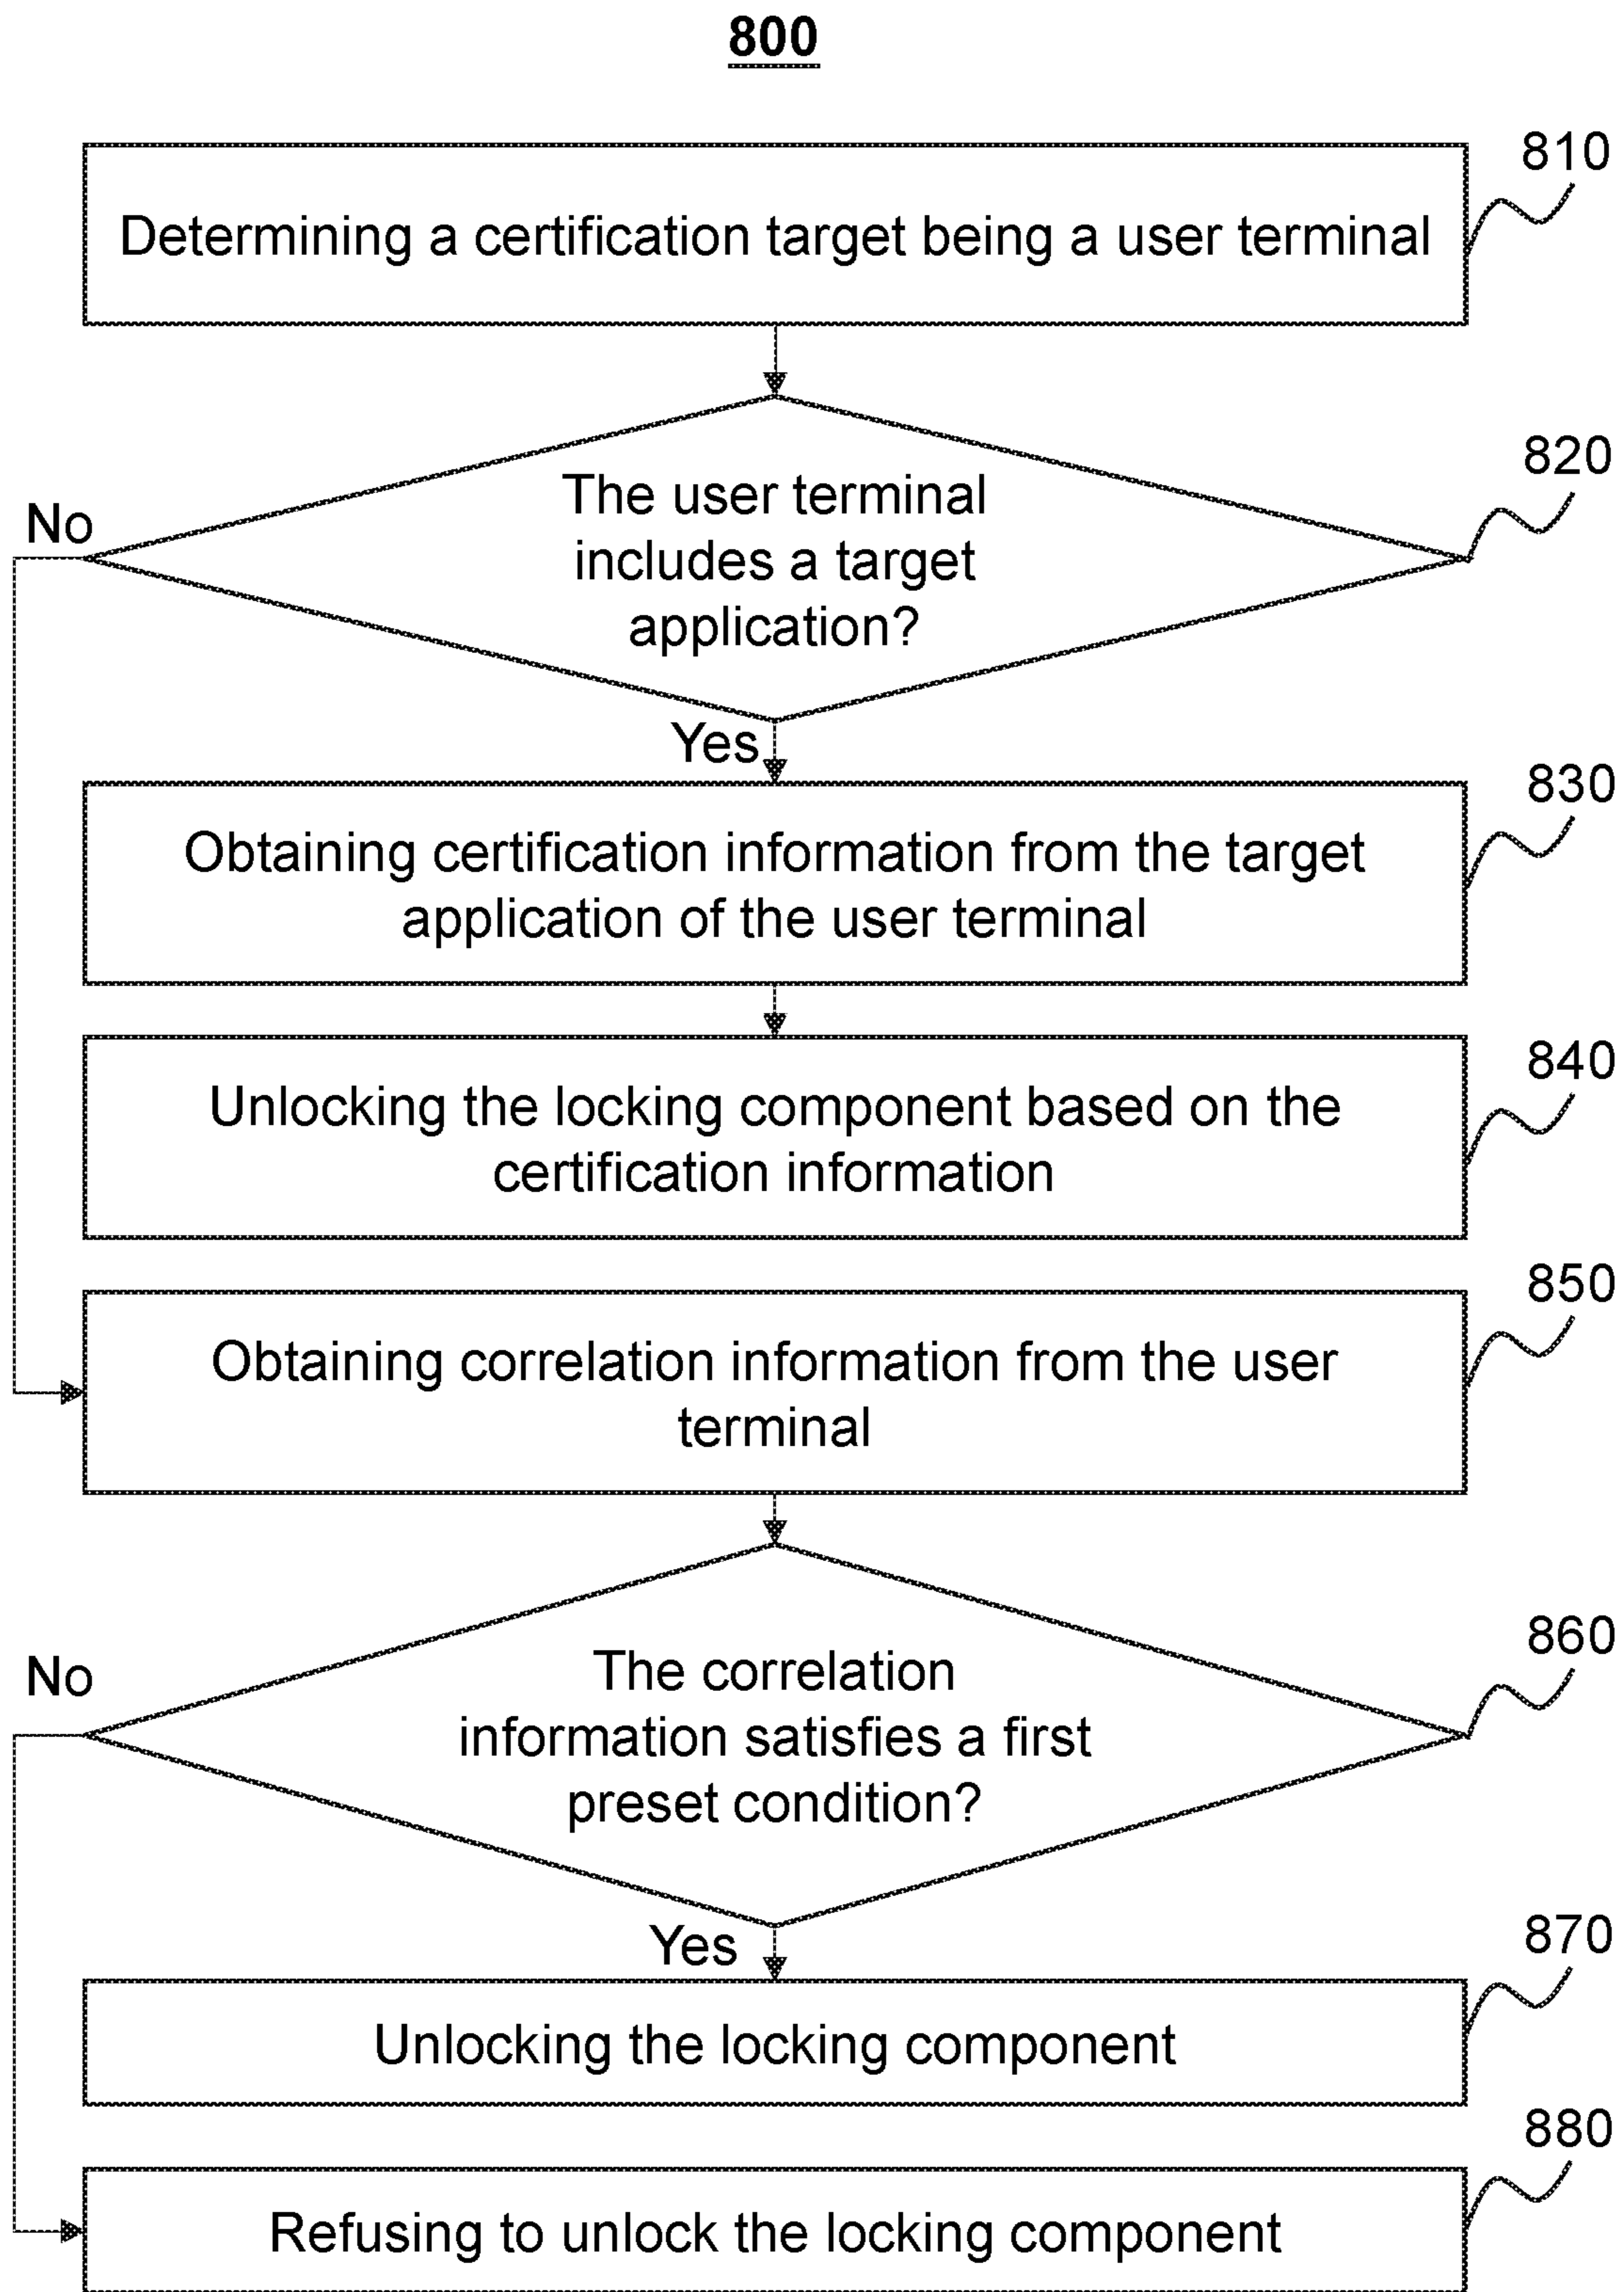 800
810
Determining a certification target being a user terminal
820
No
The user terminal
includes a target
application?
Yes
830
Obtaining certification information from the target
application of the user terminal
840
Unlocking the locking component based on the
certification information
850
Obtaining correlation information from the user
terminal
860
No
The correlation
information satisfies a first
preset condition?
Yes
870
Unlocking the locking component
880
Refusing to unlock the locking component